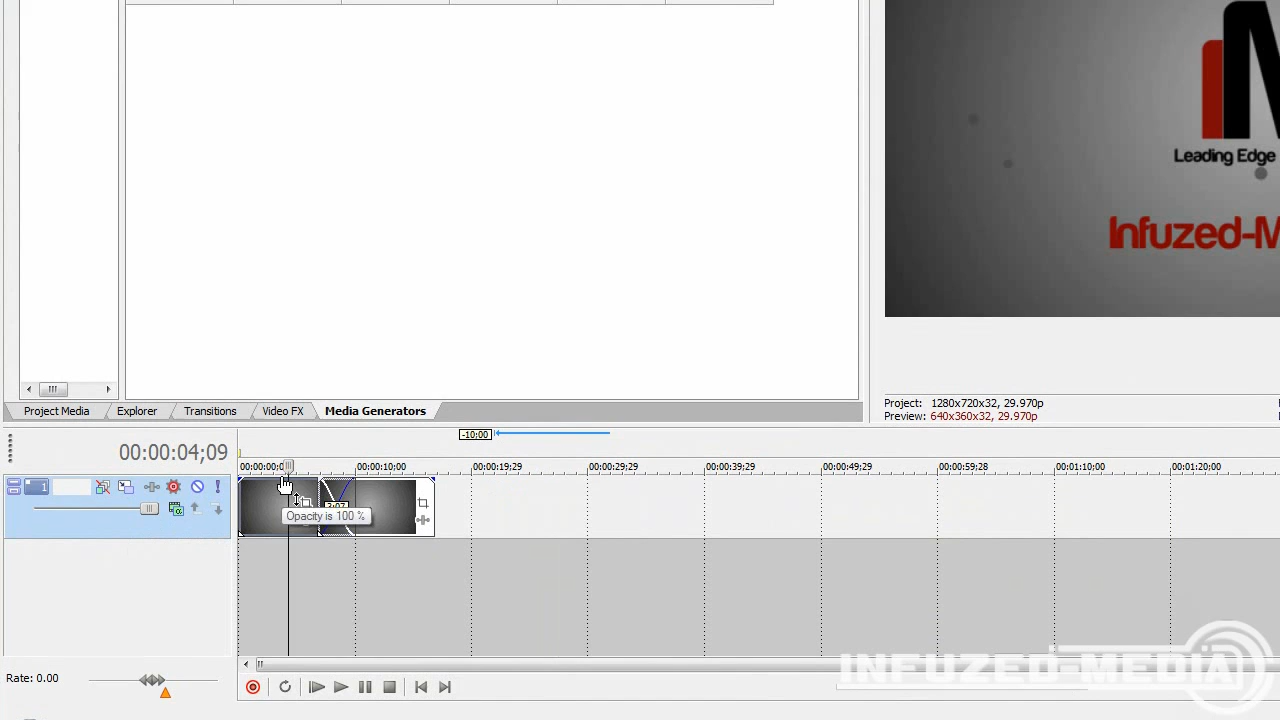 Leading Edge
Infuzed-M
Project Media
Explorer
Transitions
Video FX
Media Generators
Project: 1280x720x32, 29.970p
Preview: 640x360x32, 29.970p
-10:00
00:00:04;09
00:00:10;00
00:00:19;29
00:00:29;29
00:00:39;29
00:00:49;29
00:00:59;28
00:01:10;00
00:01:20;00
1
Opacity is 100 %
Rate: 0.00
INFUZED-MEDIA